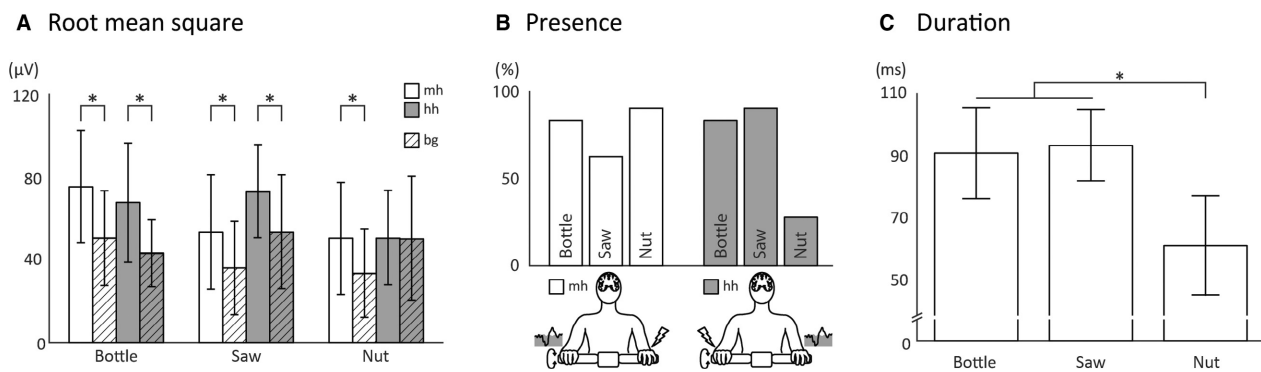 A Root mean square
(µV)
120
80
40
0
* * * * *
mh
hh
bg
Bottle Saw Nut
B Presence
(%)
100
50
0
Bottle
Saw
Nut
Bottle
Saw
Nut
mh
hh
C Duration
(ms)
110
90
70
50
0
*
Bottle Saw Nut